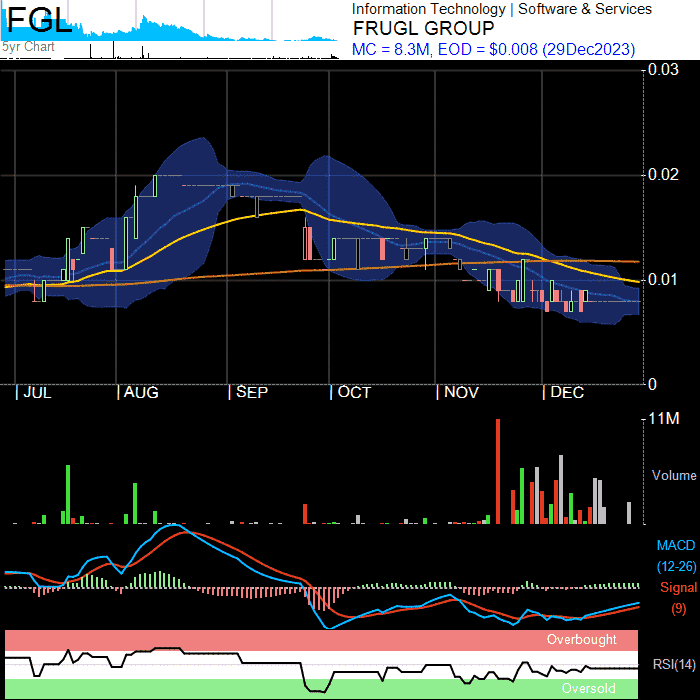 FGL
5yr Chart
Information Technology | Software & Services
FRUGL GROUP
MC = 8.3M, EOD = $0.008 (29Dec2023)
0.03
0.02
0.01
0
| JUL | AUG | SEP | OCT | NOV | DEC
11M
Volume
MACD
(12-26)
Signal
(9)
Overbought
RSI(14)
Oversold